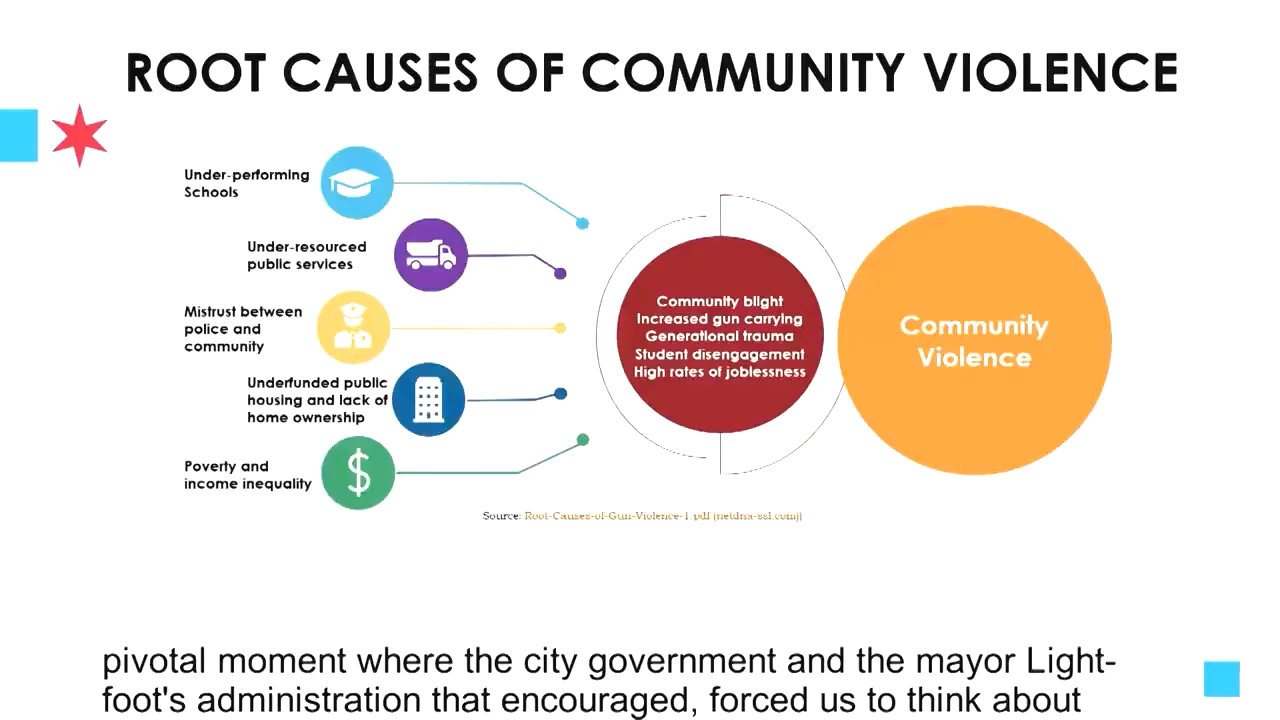 ROOT CAUSES OF COMMUNITY VIOLENCE
Under-performing
Schools
Under-resourced
public services
Mistrust between
police and
community
Underfunded public
housing and lack of
home ownership
Poverty and
income inequality
Community blight
Increased gun carrying
Generational trauma
Student disengagement
High rates of joblessness
Community
Violence
Source: Root-Causes-of-Gun-Violence-1.pdf (netdna-ssl.com))
pivotal moment where the city government and the mayor Light-
foot's administration that encouraged, forced us to think about